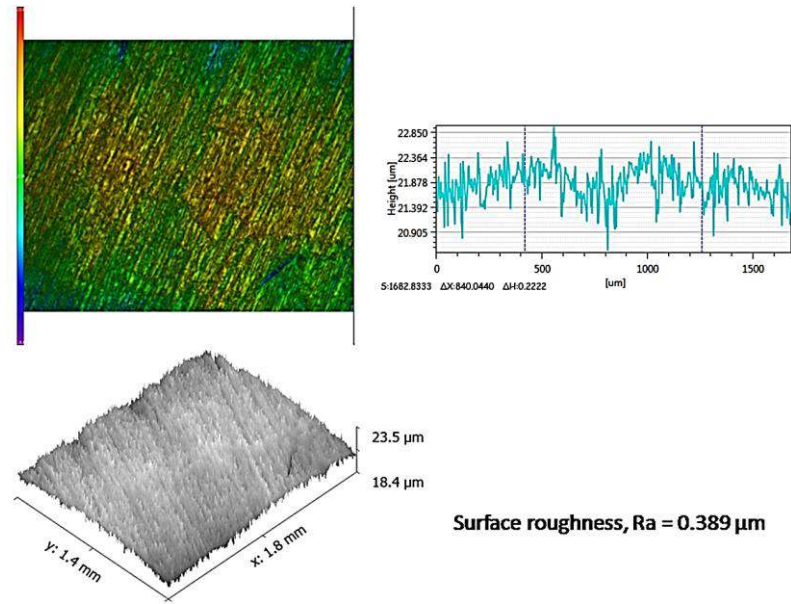 22.850
22.364
21.878
21.392
20.905
Height [um]
0 500 1000 1500
[um]
S:1682.8333 ΔX:840.0440 ΔH:0.2222
23.5 µm
18.4 µm
y: 1.4 mm
x: 1.8 mm
Surface roughness, Ra = 0.389 µm